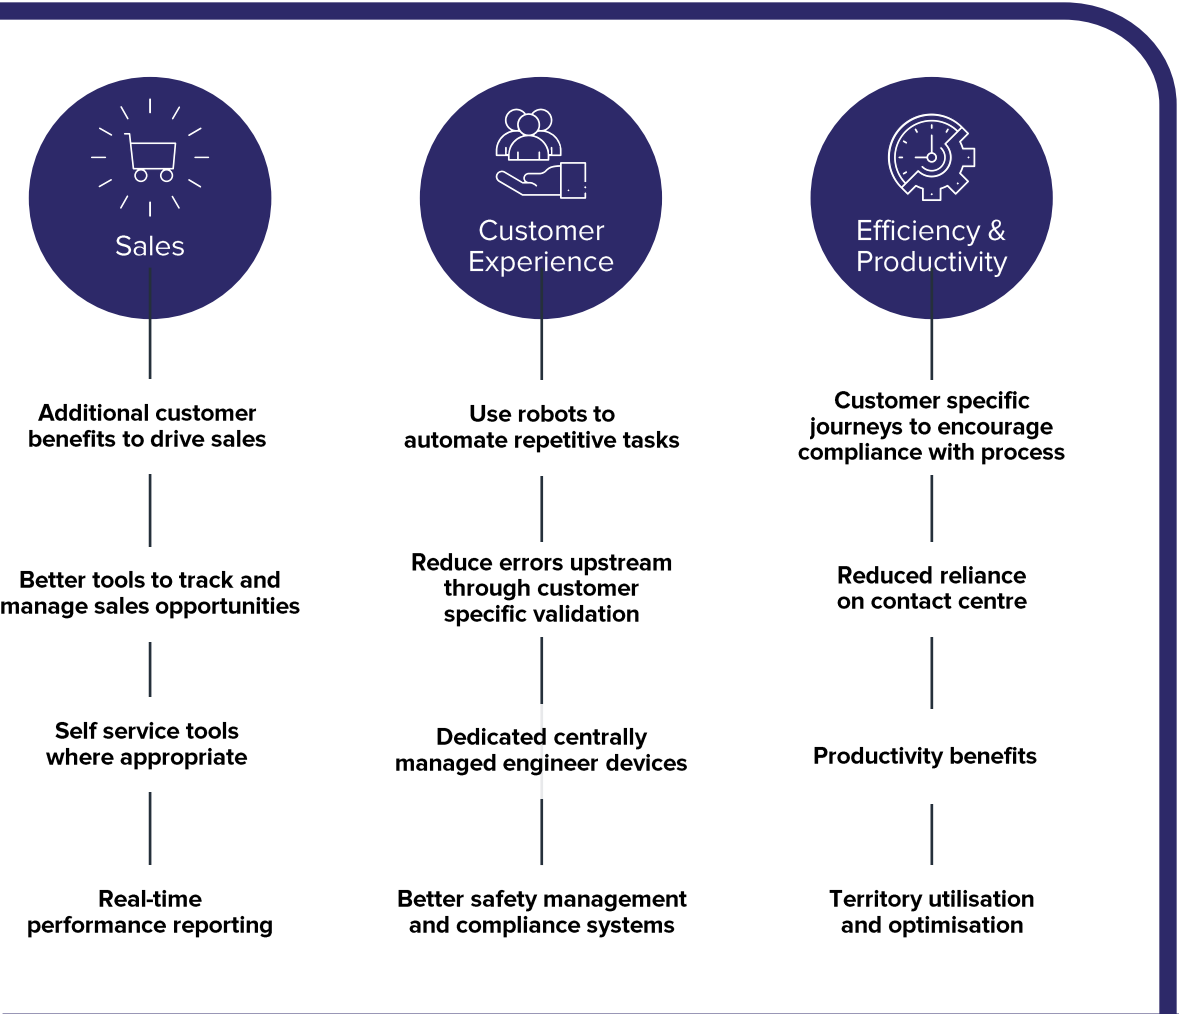 Sales
Additional customer
benefits to drive sales
Better tools to track and
manage sales opportunities
Self service tools
where appropriate
Real-time
performance reporting
Customer
Experience
Use robots to
automate repetitive tasks
Reduce errors upstream
through customer
specific validation
Dedicated centrally
managed engineer devices
Better safety management
and compliance systems
Efficiency &
Productivity
Customer specific
journeys to encourage
compliance with process
Reduced reliance
on contact centre
Productivity benefits
Territory utilisation
and optimisation